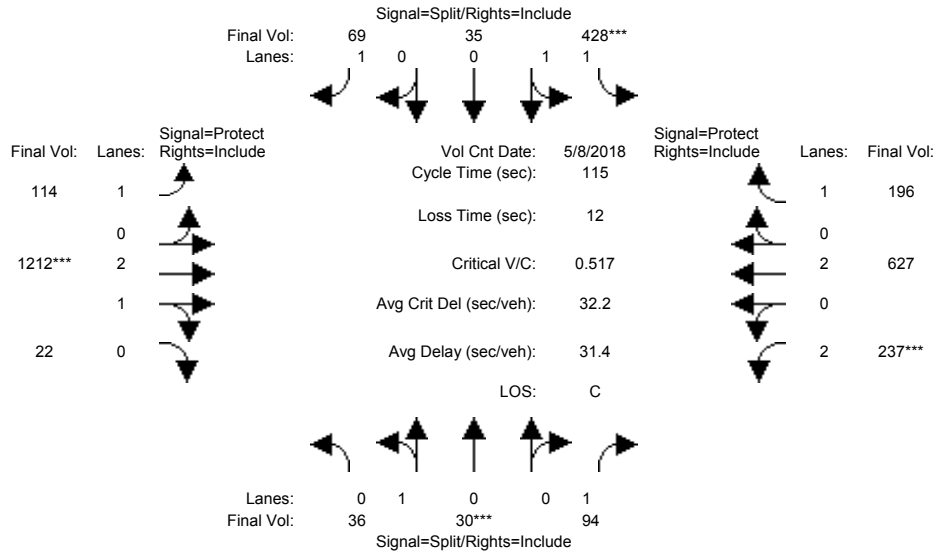 Signal=Split/Rights=Include
Final Vol: 69 35 428***
Lanes: 1 0 0 1 1
Signal=Protect Signal=Protect
Final Vol: Lanes: Rights=Include Vol Cnt Date: 5/8/2018 Rights=Include Lanes: Final Vol:
Cycle Time (sec): 115
114 1 1 196
Loss Time (sec): 12
0 0
1212*** 2 Critical V/C: 0.517 2 627
1 Avg Crit Del (sec/veh): 32.2 0
22 0 Avg Delay (sec/veh): 31.4 2 237***
LOS: C
Lanes: 0 1 0 0 1
Final Vol: 36 30*** 94
Signal=Split/Rights=Include